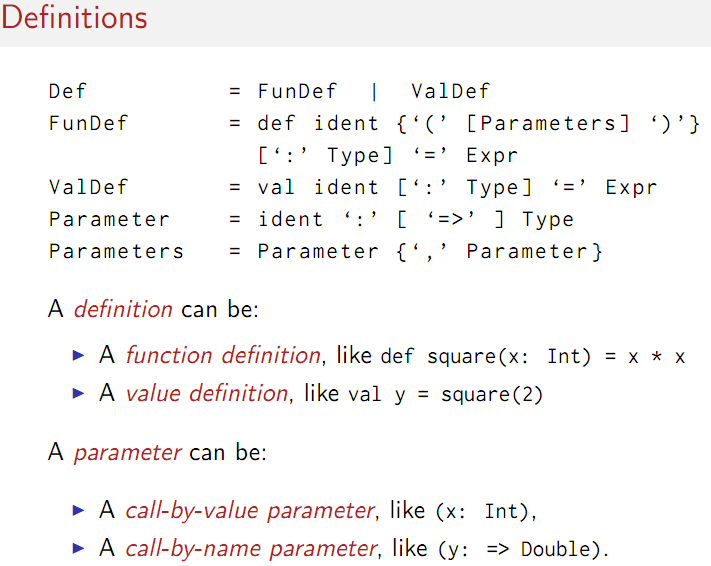 Definitions
Def = FunDef | ValDef
FunDef = def ident {‘(’ [Parameters] ‘)’}
[‘:’ Type] ‘=’ Expr
ValDef = val ident [‘:’ Type] ‘=’ Expr
Parameter = ident ‘:’ [ ‘=>’ ] Type
Parameters = Parameter {‘,’ Parameter}
A definition can be:
▶ A function definition, like def square(x: Int) = x * x
▶ A value definition, like val y = square(2)
A parameter can be:
▶ A call-by-value parameter, like (x: Int),
▶ A call-by-name parameter, like (y: => Double).